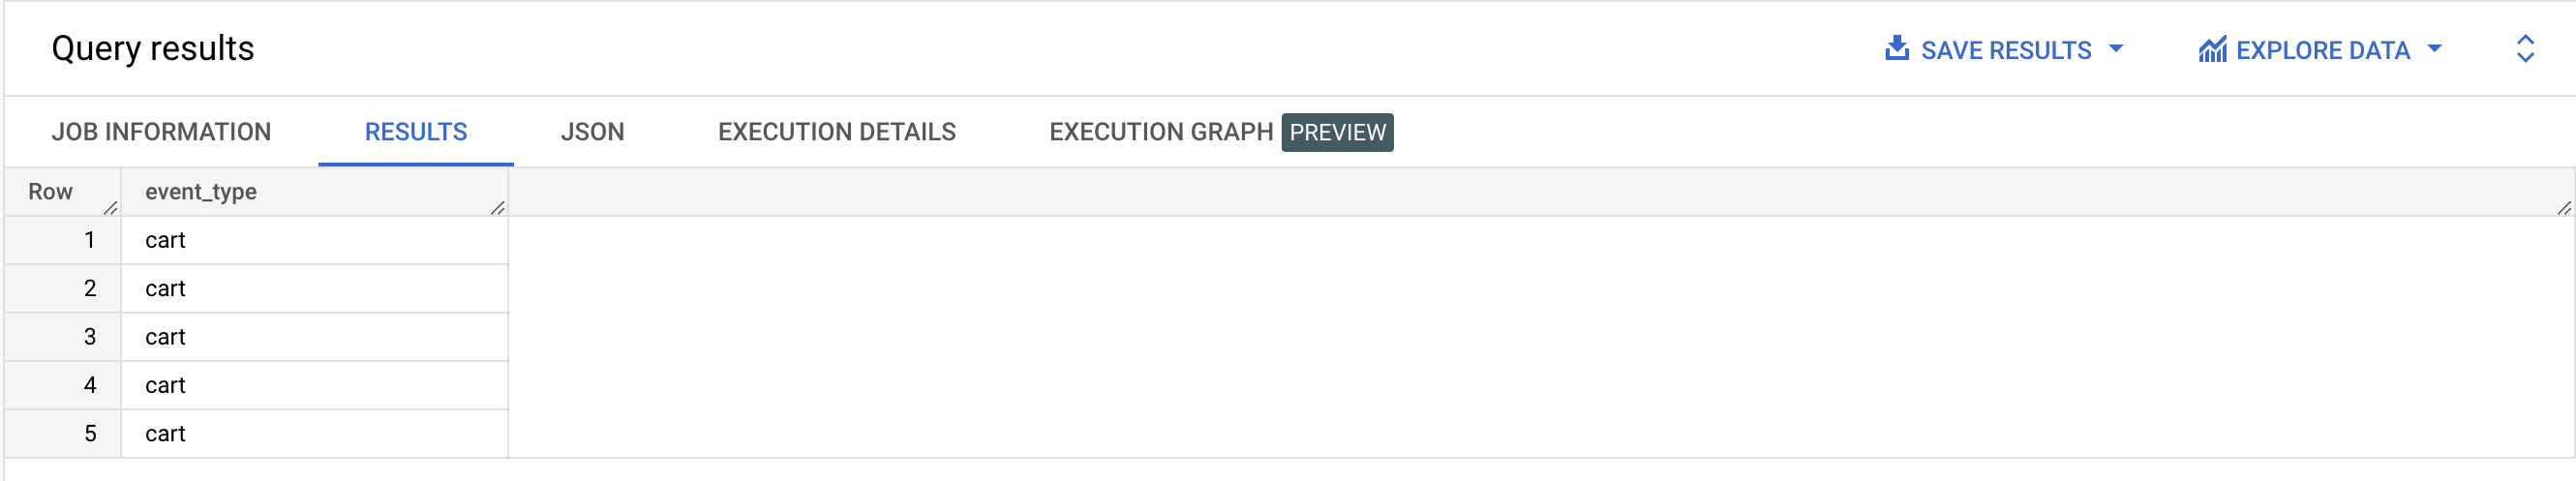 Query results
SAVE RESULTS
EXPLORE DATA
JOB INFORMATION RESULTS JSON EXECUTION DETAILS EXECUTION GRAPH PREVIEW
Row event_type
1 cart
2 cart
3 cart
4 cart
5 cart